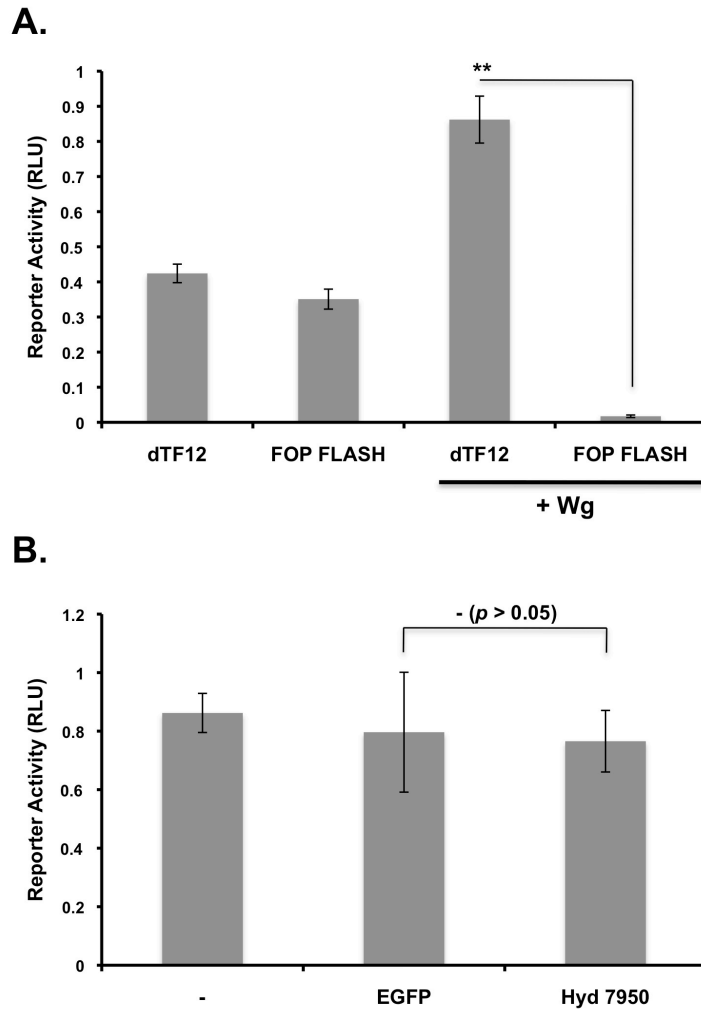 A.
Reporter Activity (RLU)
1
0.9
0.8
0.7
0.6
0.5
0.4
0.3
0.2
0.1
0
**
dTF12
FOP FLASH
dTF12
FOP FLASH
+ Wg
B.
Reporter Activity (RLU)
1.2
1
0.8
0.6
0.4
0.2
0
- (p > 0.05)
-
EGFP
Hyd 7950